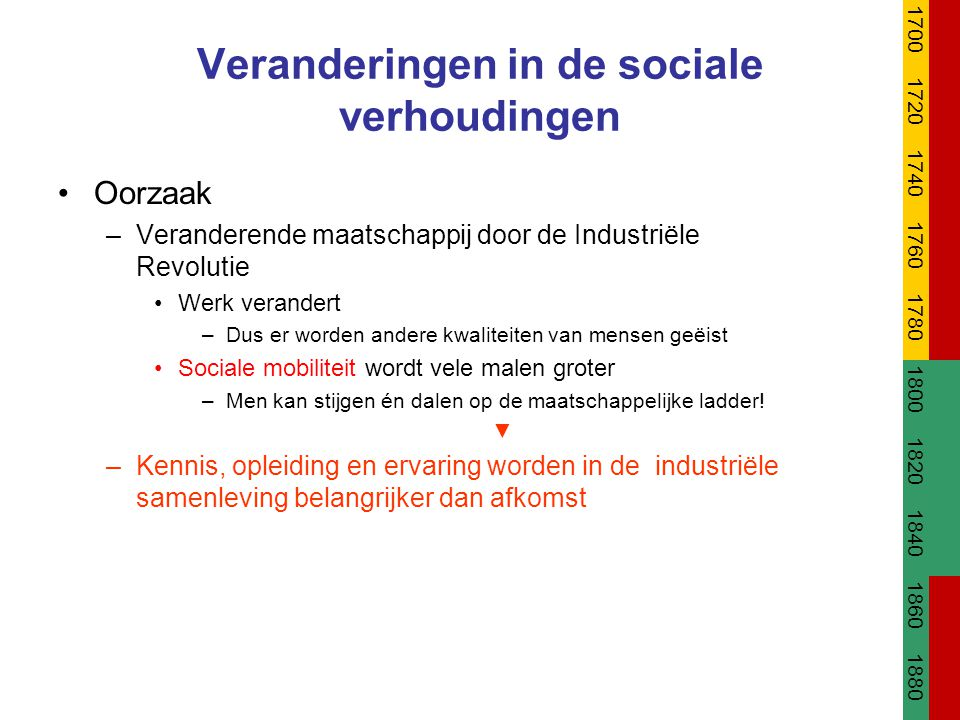 Veranderingen in de sociale
verhoudingen
• Oorzaak
– Veranderende maatschappij door de Industriële
Revolutie
• Werk verandert
– Dus er worden andere kwaliteiten van mensen geëist
• Sociale mobiliteit wordt vele malen groter
– Men kan stijgen én dalen op de maatschappelijke ladder!
▼
– Kennis, opleiding en ervaring worden in de industriële
samenleving belangrijker dan afkomst
1700 1720 1740 1760 1780 1800 1820 1840 1860 1880